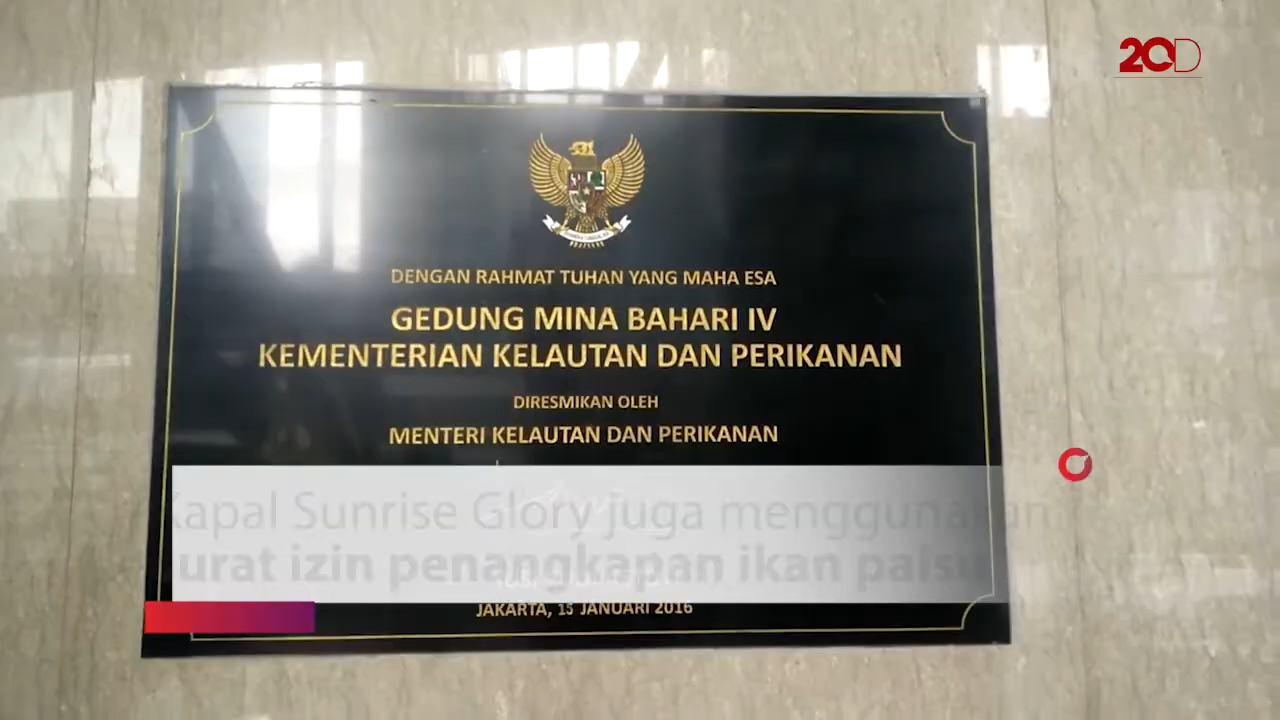 20D
DENGAN RAHMAT TUHAN YANG MAHA ESA
GEDUNG MINA BAHARI IV
KEMENTERIAN KELAUTAN DAN PERIKANAN
DIRESMIKAN OLEH
MENTERI KELAUTAN DAN PERIKANAN
Kapal Sunrise Glory juga menggunakan
urat izin penangkapan ikan palsu
JAKARTA, 15 JANUARI 2016